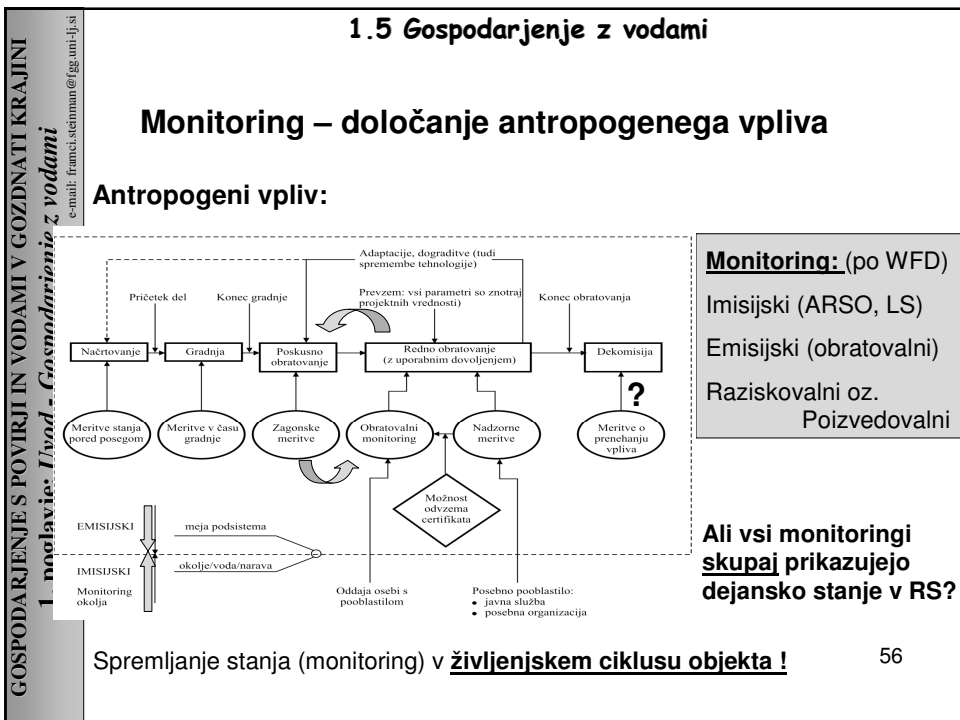 GOSPODARJENJE S POVIRJI IN VODAMI V GOZDNATI KRAJINI
1. poglavje: Uvod - Gospodarjenje z vodami
e-mail: franci.steinman@fgg.uni-lj.si
1.5 Gospodarjenje z vodami
Monitoring – določanje antropogenega vpliva
Antropogeni vpliv:
Adaptacije, dograditve (tudi
spremembe tehnologije)
Pričetek del
Konec gradnje
Prevzem: vsi parametri so znotraj
projektnih vrednosti)
Konec obratovanja
Načrtovanje
Gradnja
Poskusno
obratovanje
Redno obratovanje
(z uporabnim dovoljenjem)
Dekomisija
?
Meritve stanja
pored posegom
Meritve v času
gradnje
Zagonske
meritve
Obratovalni
monitoring
Nadzorne
meritve
Meritve o
prenehanju
vpliva
Možnost
odvzema
certifikata
EMISIJSKI
meja podsistema
IMISIJSKI
okolje/voda/narava
Monitoring
okolja
Oddaja osebi s
pooblastilom
Posebno pooblastilo:
• javna služba
• posebna organizacija
Monitoring: (po WFD)
Imisijski (ARSO, LS)
Emisijski (obratovalni)
Raziskovalni oz.
Poizvedovalni
Ali vsi monitoringi
skupaj prikazujejo
dejansko stanje v RS?
Spremljanje stanja (monitoring) v življenjskem ciklusu objekta !
56